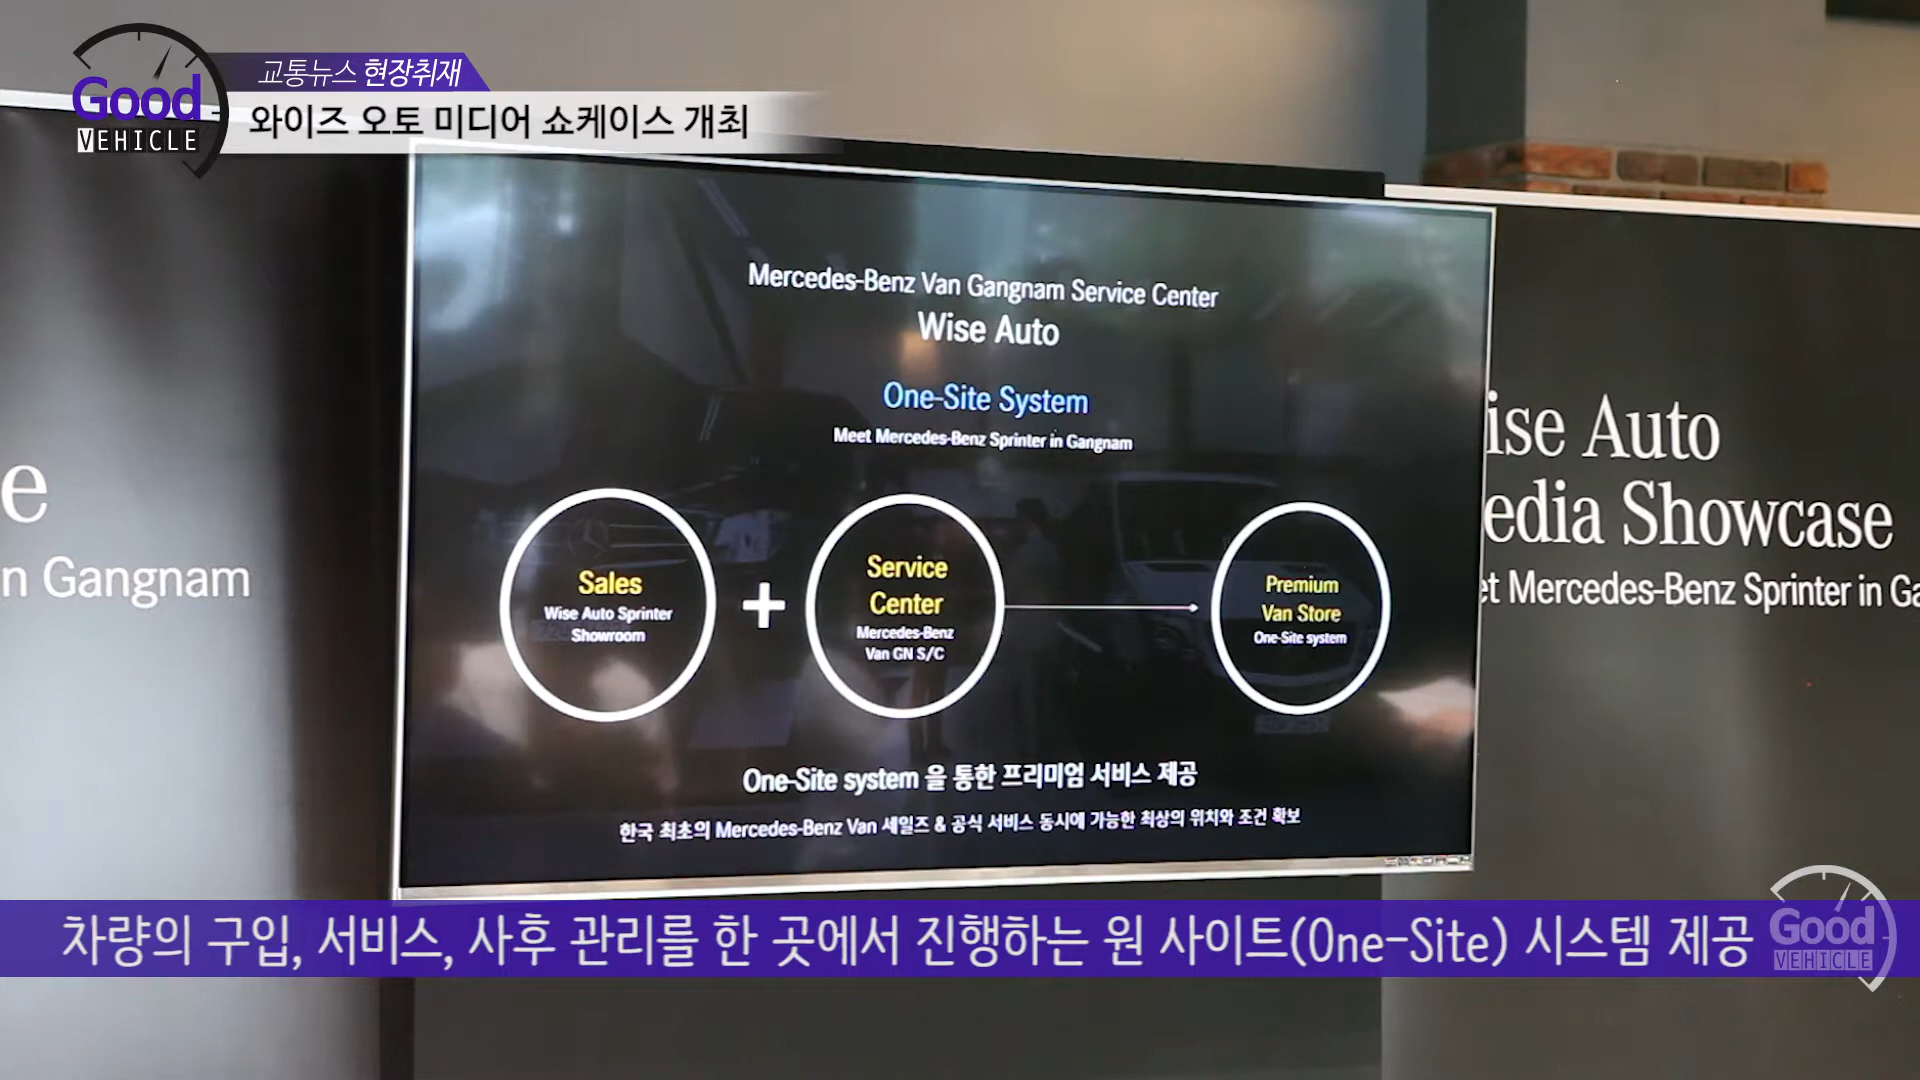 Good
VEHICLE
교통뉴스 현장취재
와이즈 오토 미디어 쇼케이스 개최
Mercedes-Benz Van Gangnam Service Center
Wise Auto
One-Site System
Meet Mercedes-Benz Sprinter in Gangnam
Sales
Wise Auto Sprinter
Showroom
+
Service
Center
Mercedes-Benz
Van GN S/C
Premium
Van Store
One-Site system
One-Site system 을 통한 프리미엄 서비스 제공
한국 최초의 Mercedes-Benz Van 세일즈 & 공식 서비스 동시에 가능한 최상의 위치와 조건 확보
e
n Gangnam
ise Auto
edia Showcase
et Mercedes-Benz Sprinter in Ga
차량의 구입, 서비스, 사후 관리를 한 곳에서 진행하는 원 사이트(One-Site) 시스템 제공
Good
VEHICLE